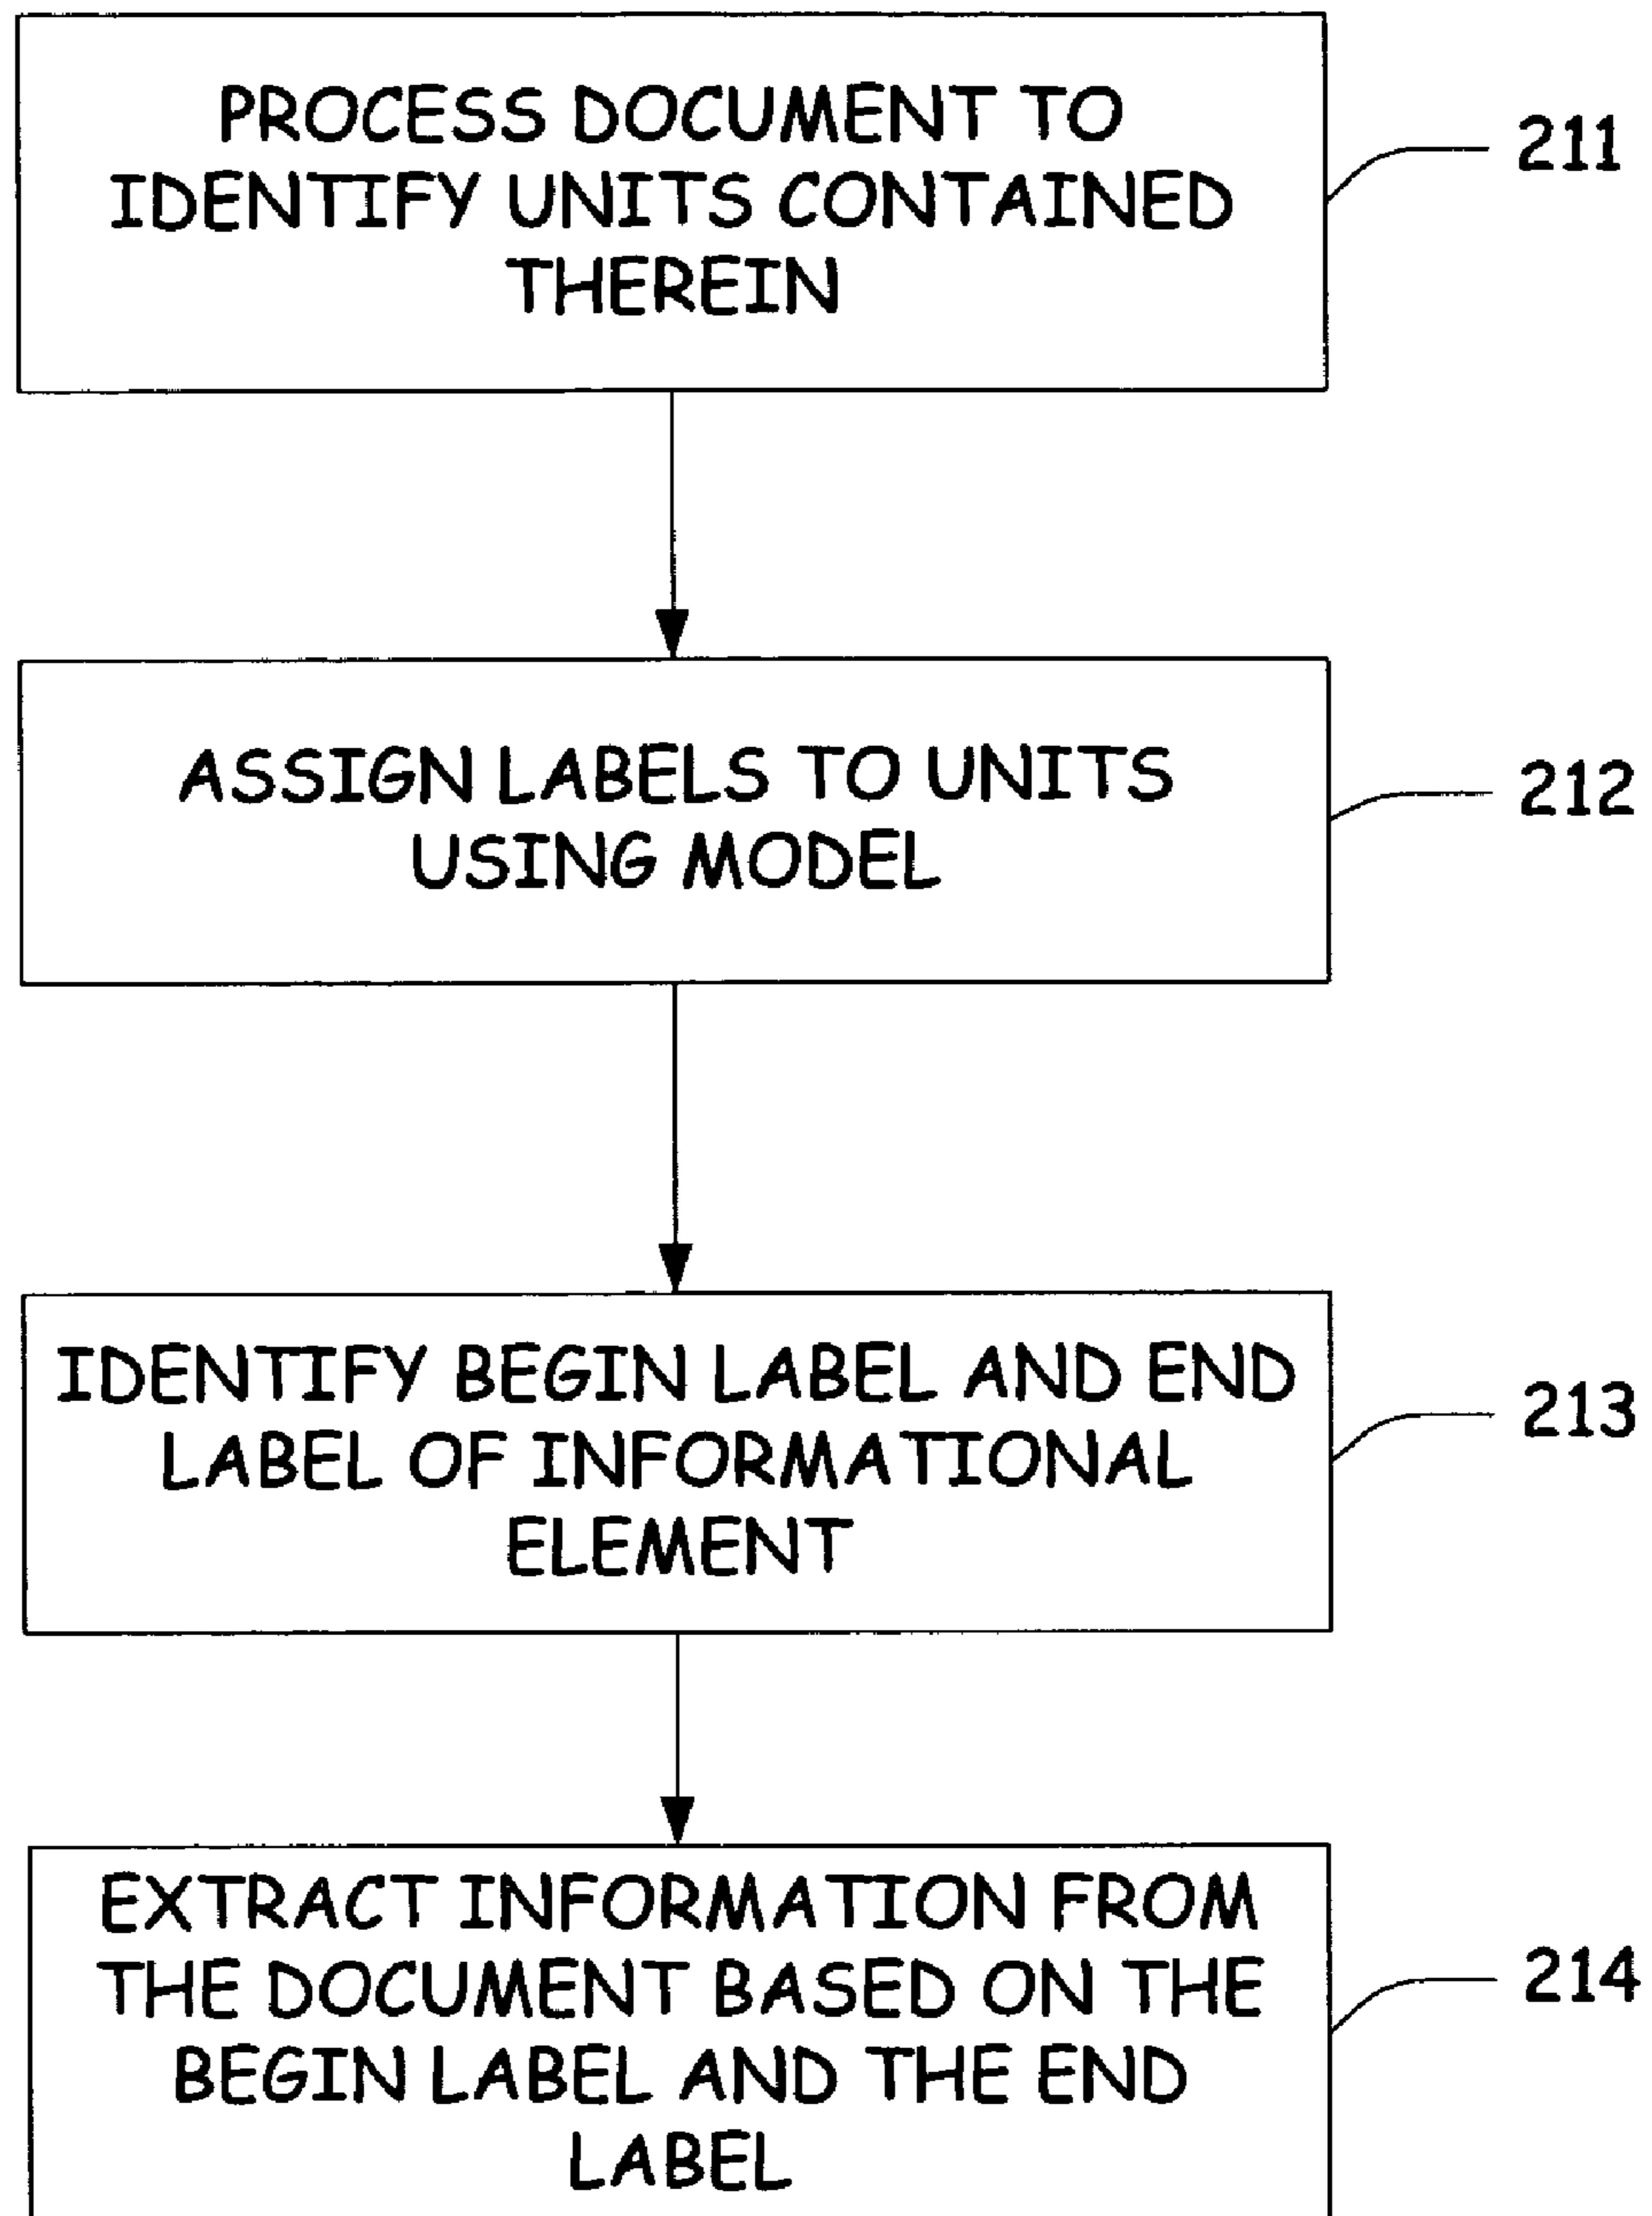 PROCESS DOCUMENT TO
IDENTIFY UNITS CONTAINED
THEREIN
211
ASSIGN LABELS TO UNITS
USING MODEL
212
IDENTIFY BEGIN LABEL AND END
LABEL OF INFORMATIONAL
ELEMENT
213
EXTRACT INFORMATION FROM
THE DOCUMENT BASED ON THE
BEGIN LABEL AND THE END
LABEL
214